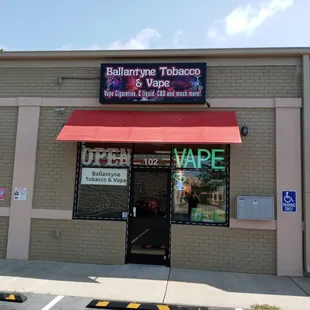 Ballantyne Tobacco
& Vape
Vape Cigarettes, E liquid, CBD and much more!
OPEN
102
VAPE
Ballantyne
Tobacco & Vape